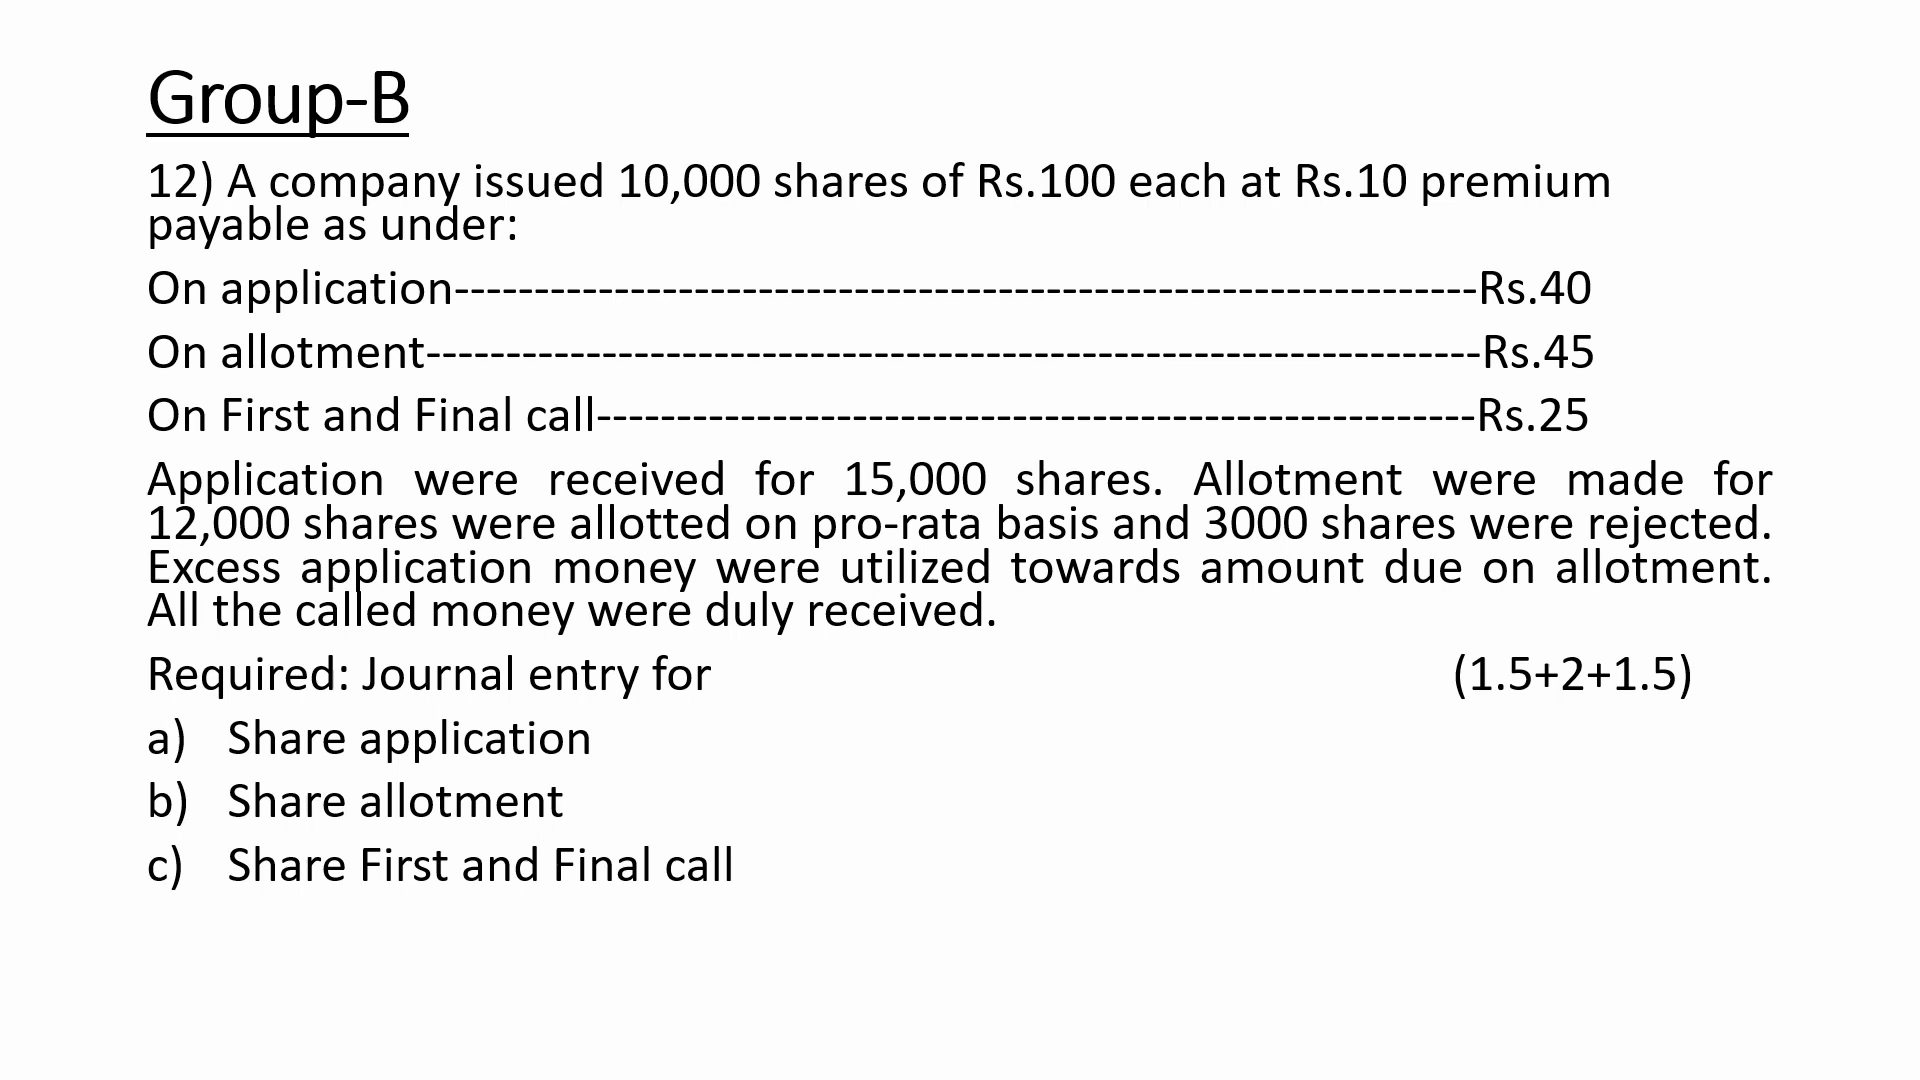 Group-B
12) A company issued 10,000 shares of Rs.100 each at Rs.10 premium
payable as under:
On application----------------------------------------------------------------Rs.40
On allotment------------------------------------------------------------------Rs.45
On First and Final call-------------------------------------------------------Rs.25
Application were received for 15,000 shares. Allotment were made for
12,000 shares were allotted on pro-rata basis and 3000 shares were rejected.
Excess application money were utilized towards amount due on allotment.
All the called money were duly received.
Required: Journal entry for (1.5+2+1.5)
a) Share application
b) Share allotment
c) Share First and Final call